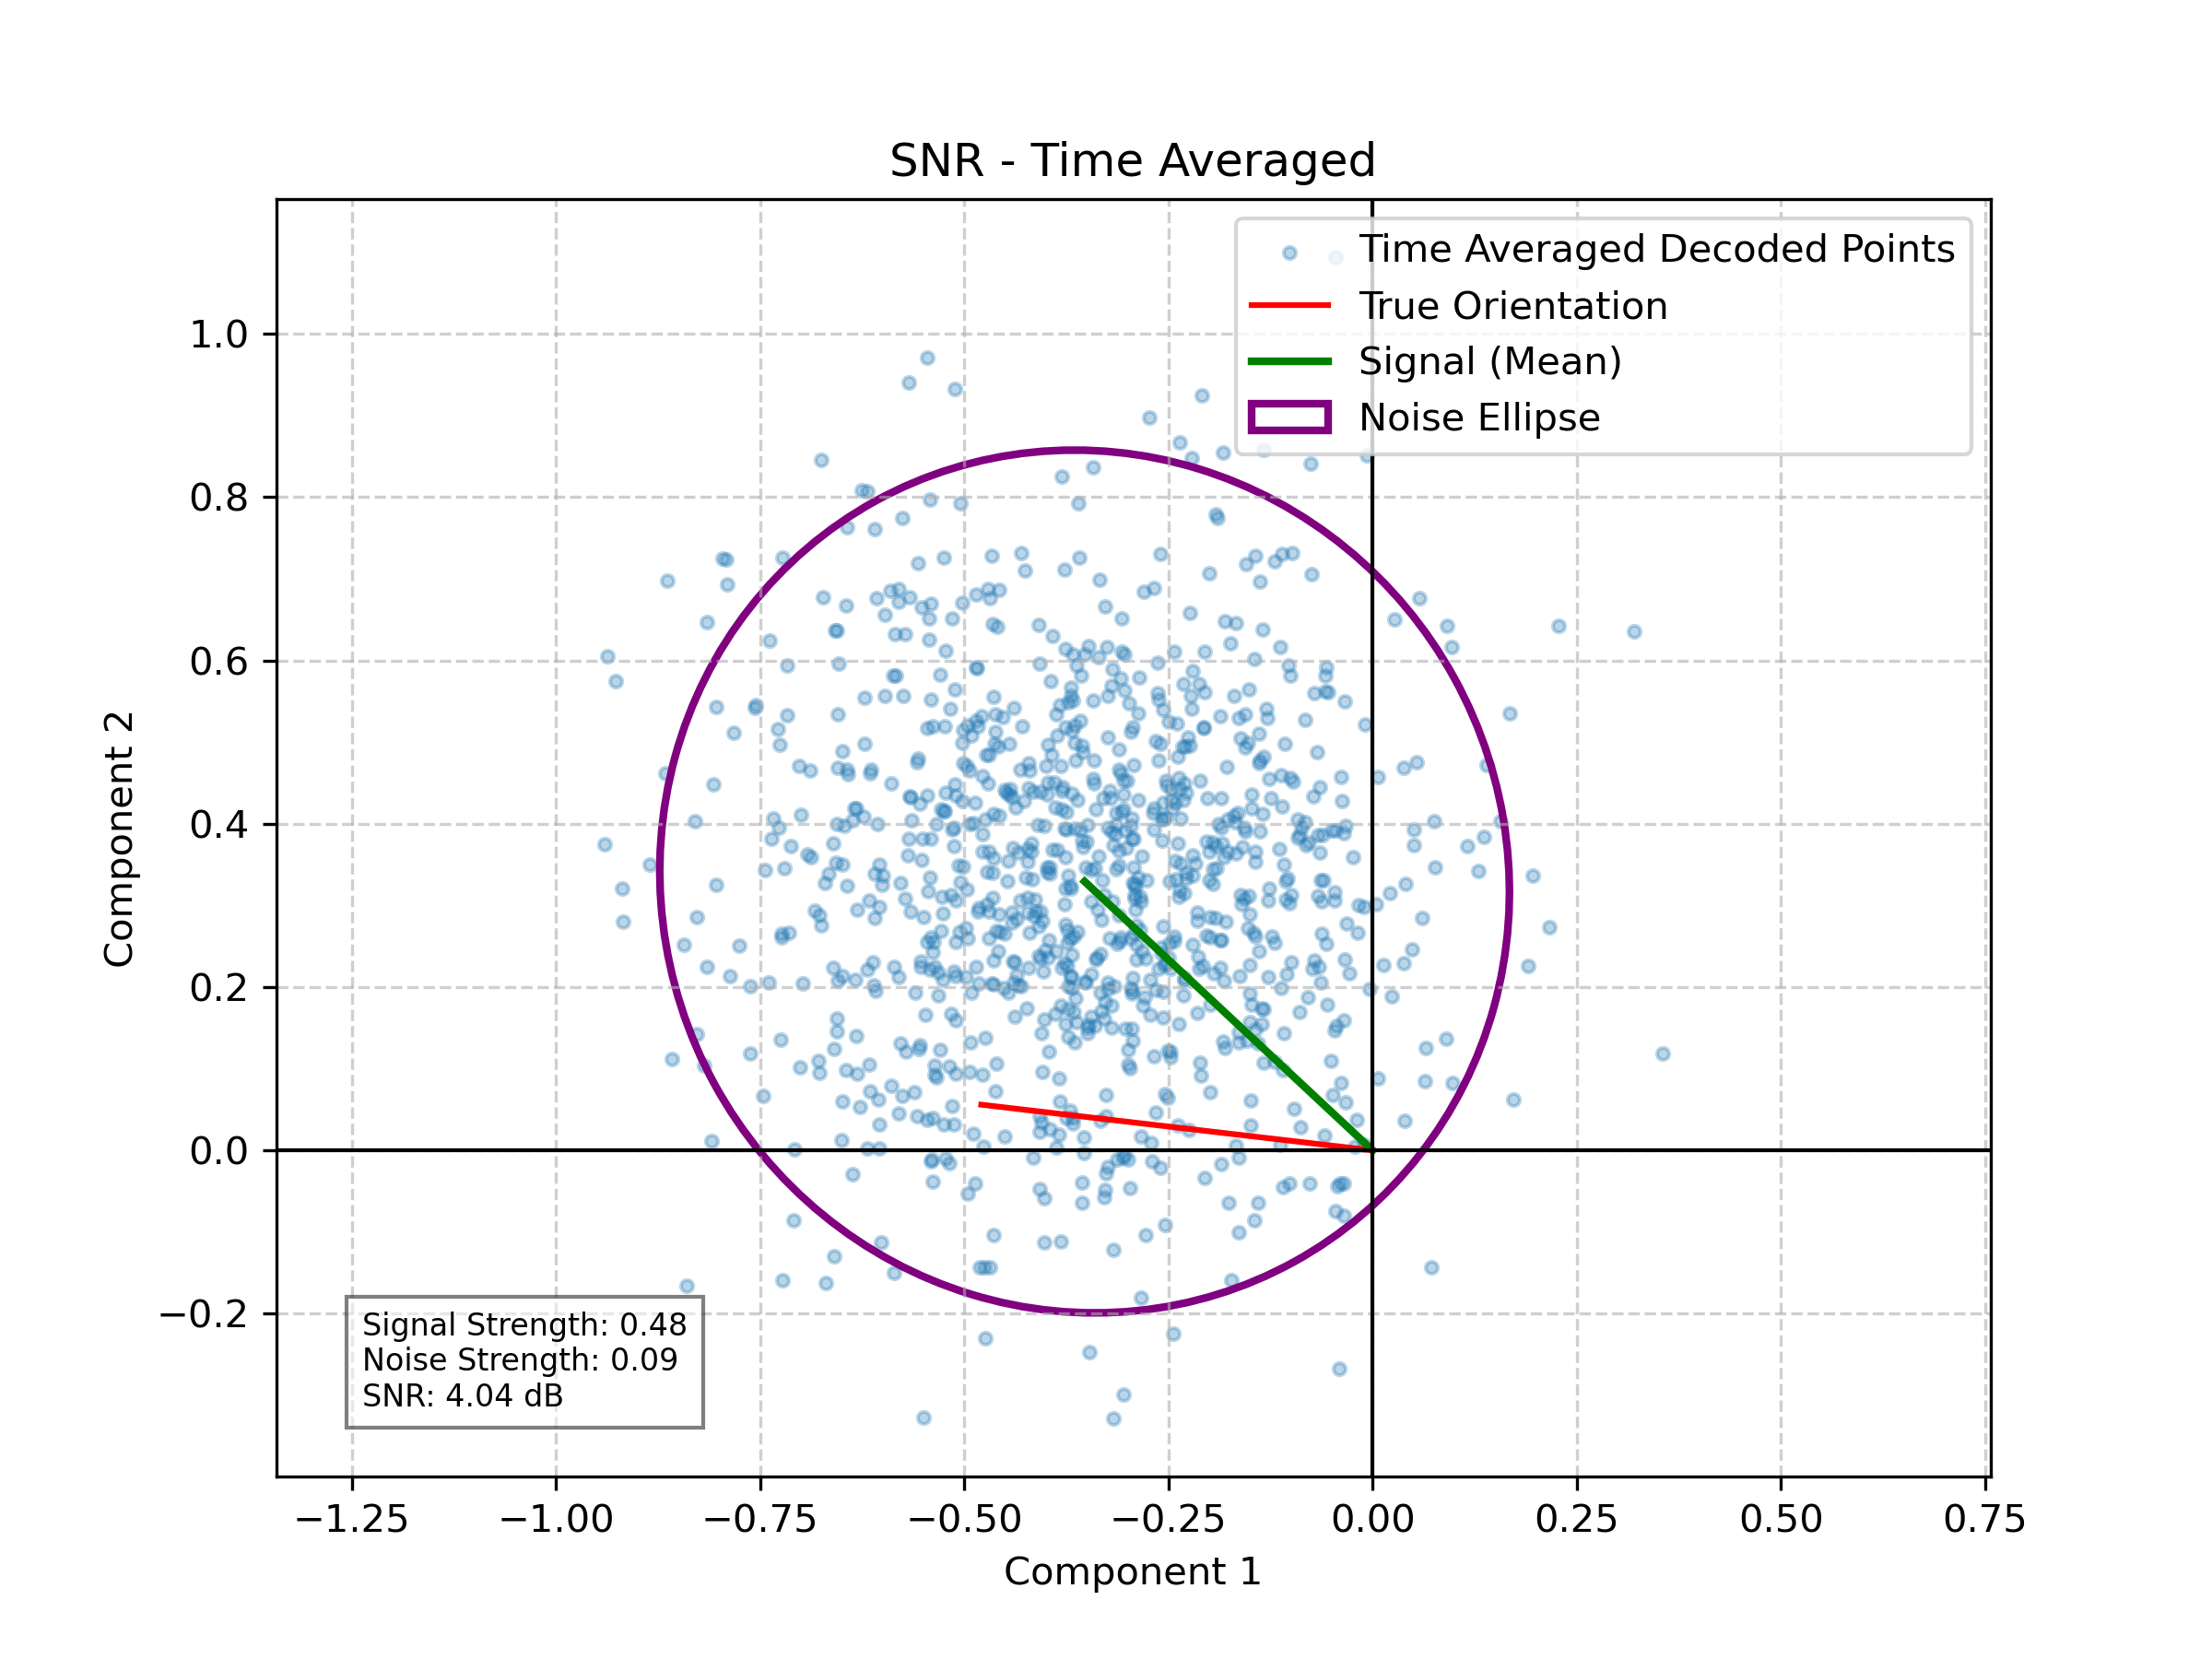 SNR - Time Averaged
Time Averaged Decoded Points
True Orientation
Signal (Mean)
Noise Ellipse
1.0
0.8
0.6
0.4
0.2
0.0
−0.2
Component 2
Signal Strength: 0.48
Noise Strength: 0.09
SNR: 4.04 dB
−1.25 −1.00 −0.75 −0.50 −0.25 0.00 0.25 0.50 0.75
Component 1